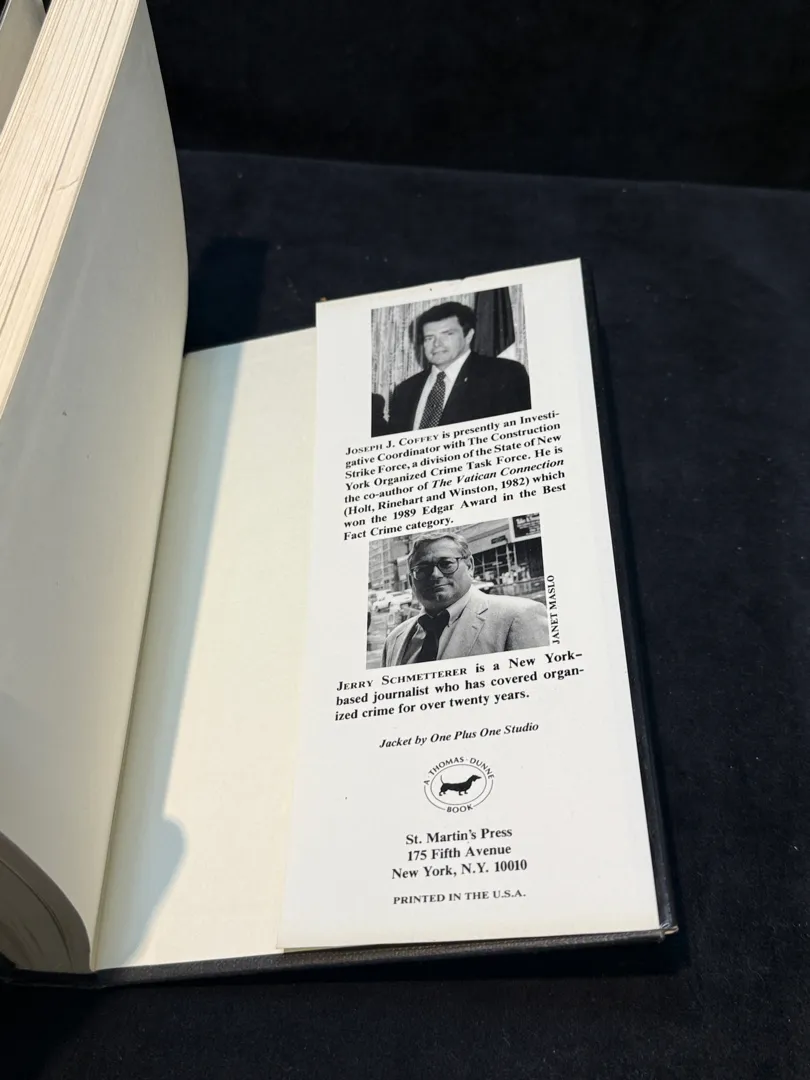 JOSEPH J. COFFEY is presently an Investi-
gative Coordinator with The Construction
Strike Force, a division of the State of New
York Organized Crime Task Force. He is
the co-author of The Vatican Connection
(Holt, Rinehart and Winston, 1982) which
won the 1989 Edgar Award in the Best
Fact Crime category.
JANET MASLO
JERRY SCHMETTERER is a New York–
based journalist who has covered organ-
ized crime for over twenty years.
Jacket by One Plus One Studio
A THOMAS DUNNE
BOOK
St. Martin's Press
175 Fifth Avenue
New York, N.Y. 10010
PRINTED IN THE U.S.A.